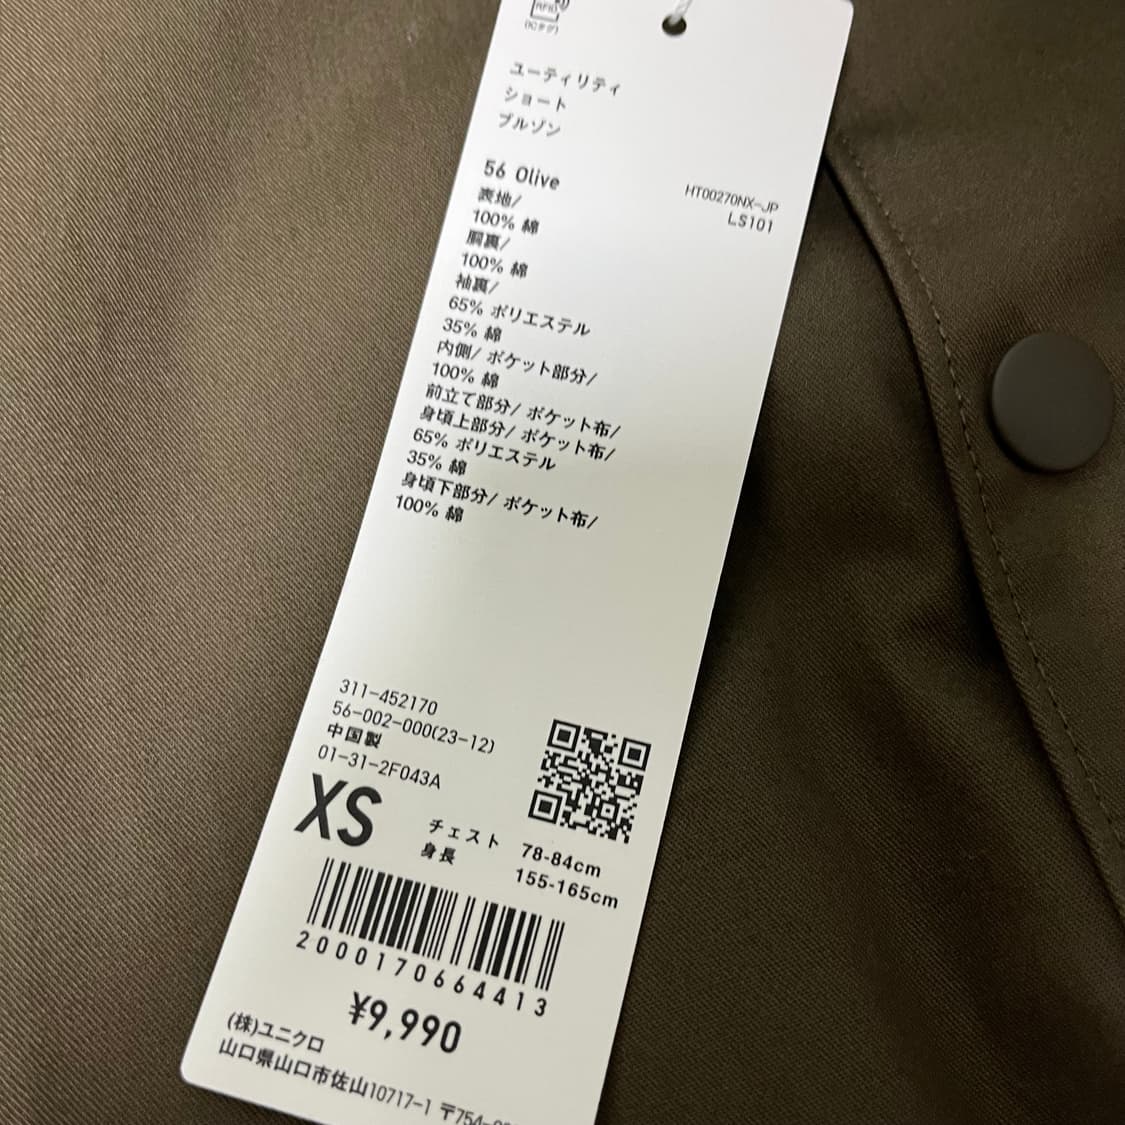 RFID
(ICタグ)
ユーティリティ
ショート
ブルゾン
56 Olive
HT00270NX-JP
LS101
表地/
100% 綿
胴裏/
100% 綿
袖裏/
65% ポリエステル
35% 綿
内側/ ポケット部分/
100% 綿
前立て部分/ ポケット布/
身頃上部分/ ポケット布/
65% ポリエステル
35% 綿
身頃下部分/ ポケット布/
100% 綿
311-452170
56-002-000(23-12)
中国製
01-31-2F043A
XS
チェスト 78-84cm
身長 155-165cm
2000170664413
¥9,990
(株)ユニクロ
山口県山口市佐山10717-1